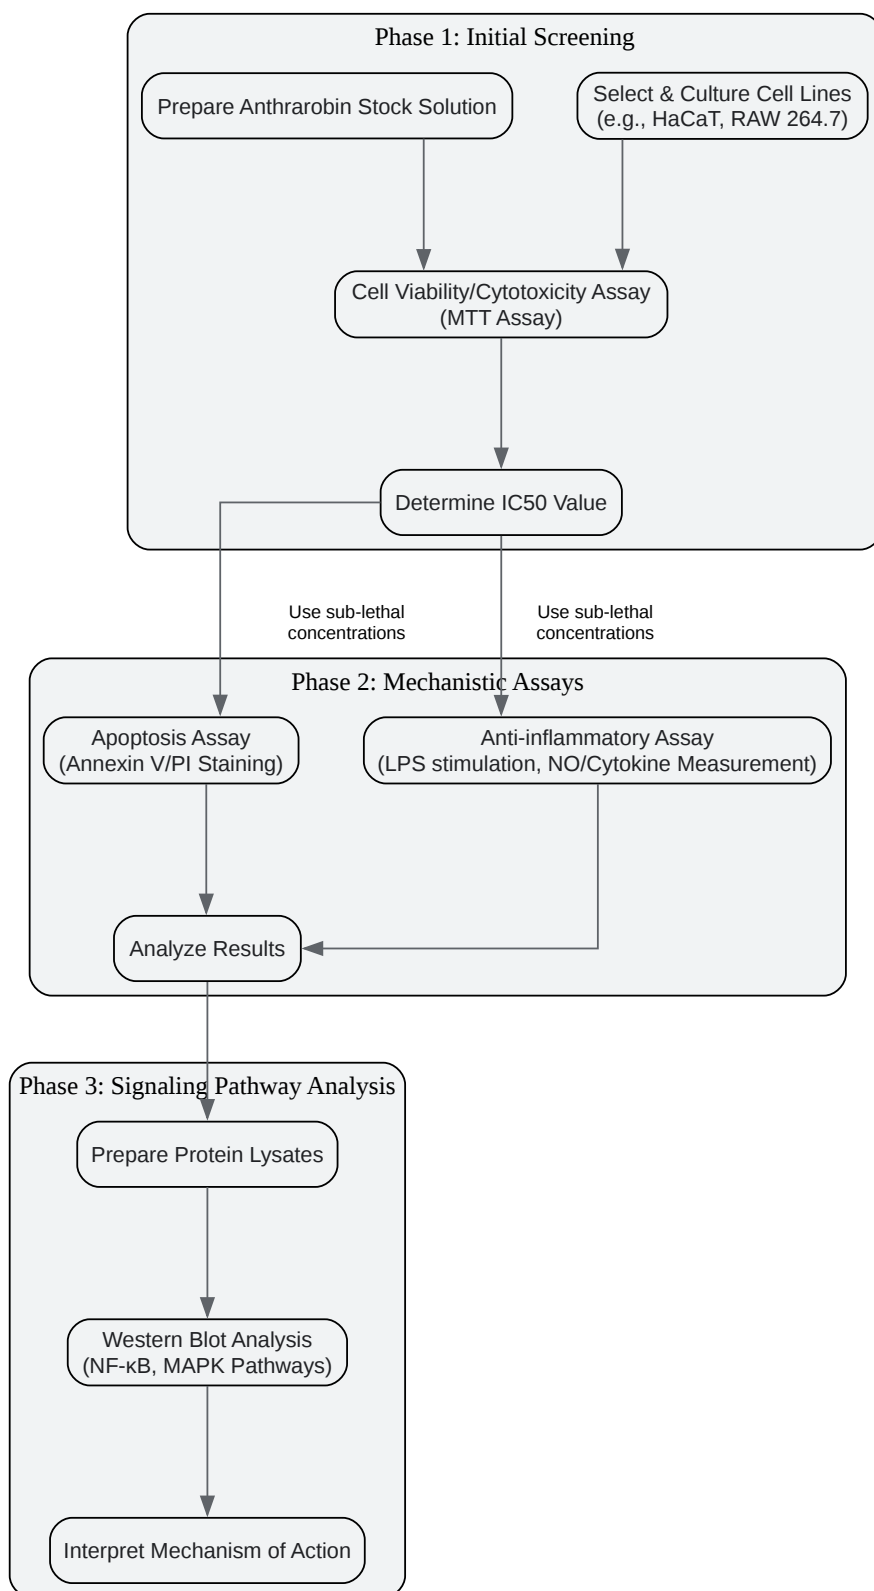 Phase 1: Initial Screening
Prepare Anthrarobin Stock Solution
Select & Culture Cell Lines
(e.g., HaCaT, RAW 264.7)
Cell Viability/Cytotoxicity Assay
(MTT Assay)
Determine IC50 Value
Use sub-lethal
concentrations
Use sub-lethal
concentrations
Phase 2: Mechanistic Assays
Apoptosis Assay
(Annexin V/PI Staining)
Anti-inflammatory Assay
(LPS stimulation, NO/Cytokine Measurement)
Analyze Results
Phase 3: Signaling Pathway Analysis
Prepare Protein Lysates
Western Blot Analysis
(NF-κB, MAPK Pathways)
Interpret Mechanism of Action